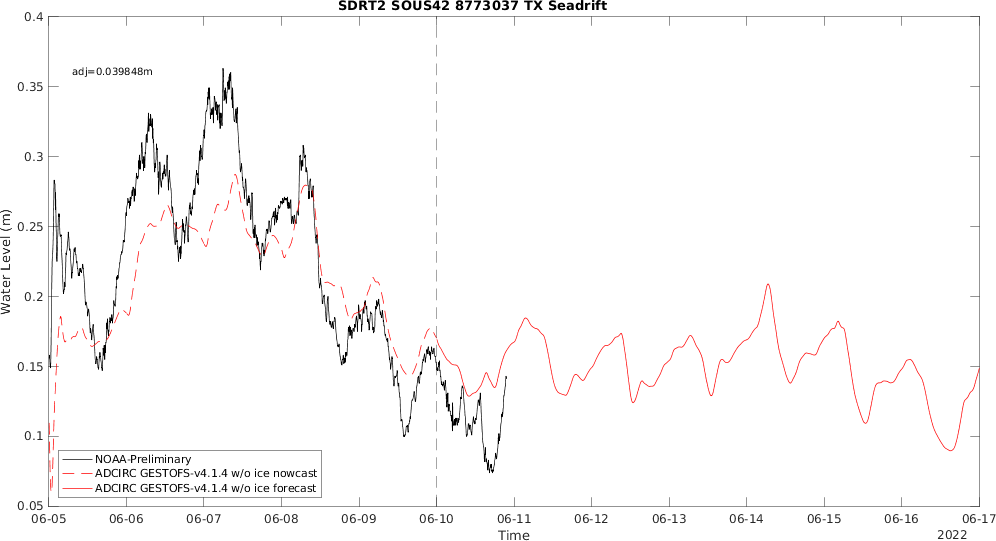 SDRT2 SOUS42 8773037 TX Seadrift
0.4
adj=0.039848m
0.35
0.3
0.25
Water Level (m)
0.2
0.15
0.1
NOAA-Preliminary
ADCIRC GESTOFS-v4.1.4 w/o ice nowcast
ADCIRC GESTOFS-v4.1.4 w/o ice forecast
0.05
06-05 06-06 06-07 06-08 06-09 06-10 06-11 06-12 06-13 06-14 06-15 06-16 06-17
Time
2022